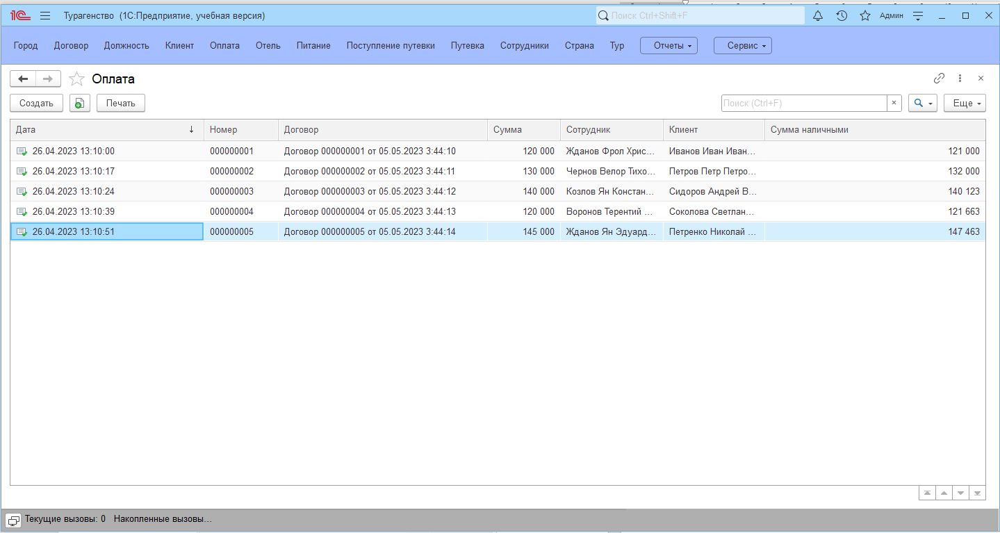 1С Турагенство (1С:Предприятие, учебная версия) Поиск Ctrl+Shift+F Админ
Город Договор Должность Клиент Оплата Отель Питание Поступление путевки Путевка Сотрудники Страна Тур Отчеты Сервис
Оплата
Создать Печать Поиск (Ctrl+F) × Еще
Дата ↓ Номер Договор Сумма Сотрудник Клиент Сумма наличными
26.04.2023 13:10:00 000000001 Договор 000000001 от 05.05.2023 3:44:10 120 000 Жданов Фрол Хрис... Иванов Иван Иван... 121 000
26.04.2023 13:10:17 000000002 Договор 000000002 от 05.05.2023 3:44:11 130 000 Чернов Велор Тихо... Петров Петр Петро... 132 000
26.04.2023 13:10:24 000000003 Договор 000000003 от 05.05.2023 3:44:12 140 000 Козлов Ян Констан... Сидоров Андрей В... 140 123
26.04.2023 13:10:39 000000004 Договор 000000004 от 05.05.2023 3:44:13 120 000 Воронов Терентий ... Соколова Светлан... 121 663
26.04.2023 13:10:51 000000005 Договор 000000005 от 05.05.2023 3:44:14 145 000 Жданов Ян Эдуард... Петренко Николай ... 147 463
Текущие вызовы: 0 Накопленные вызовы...